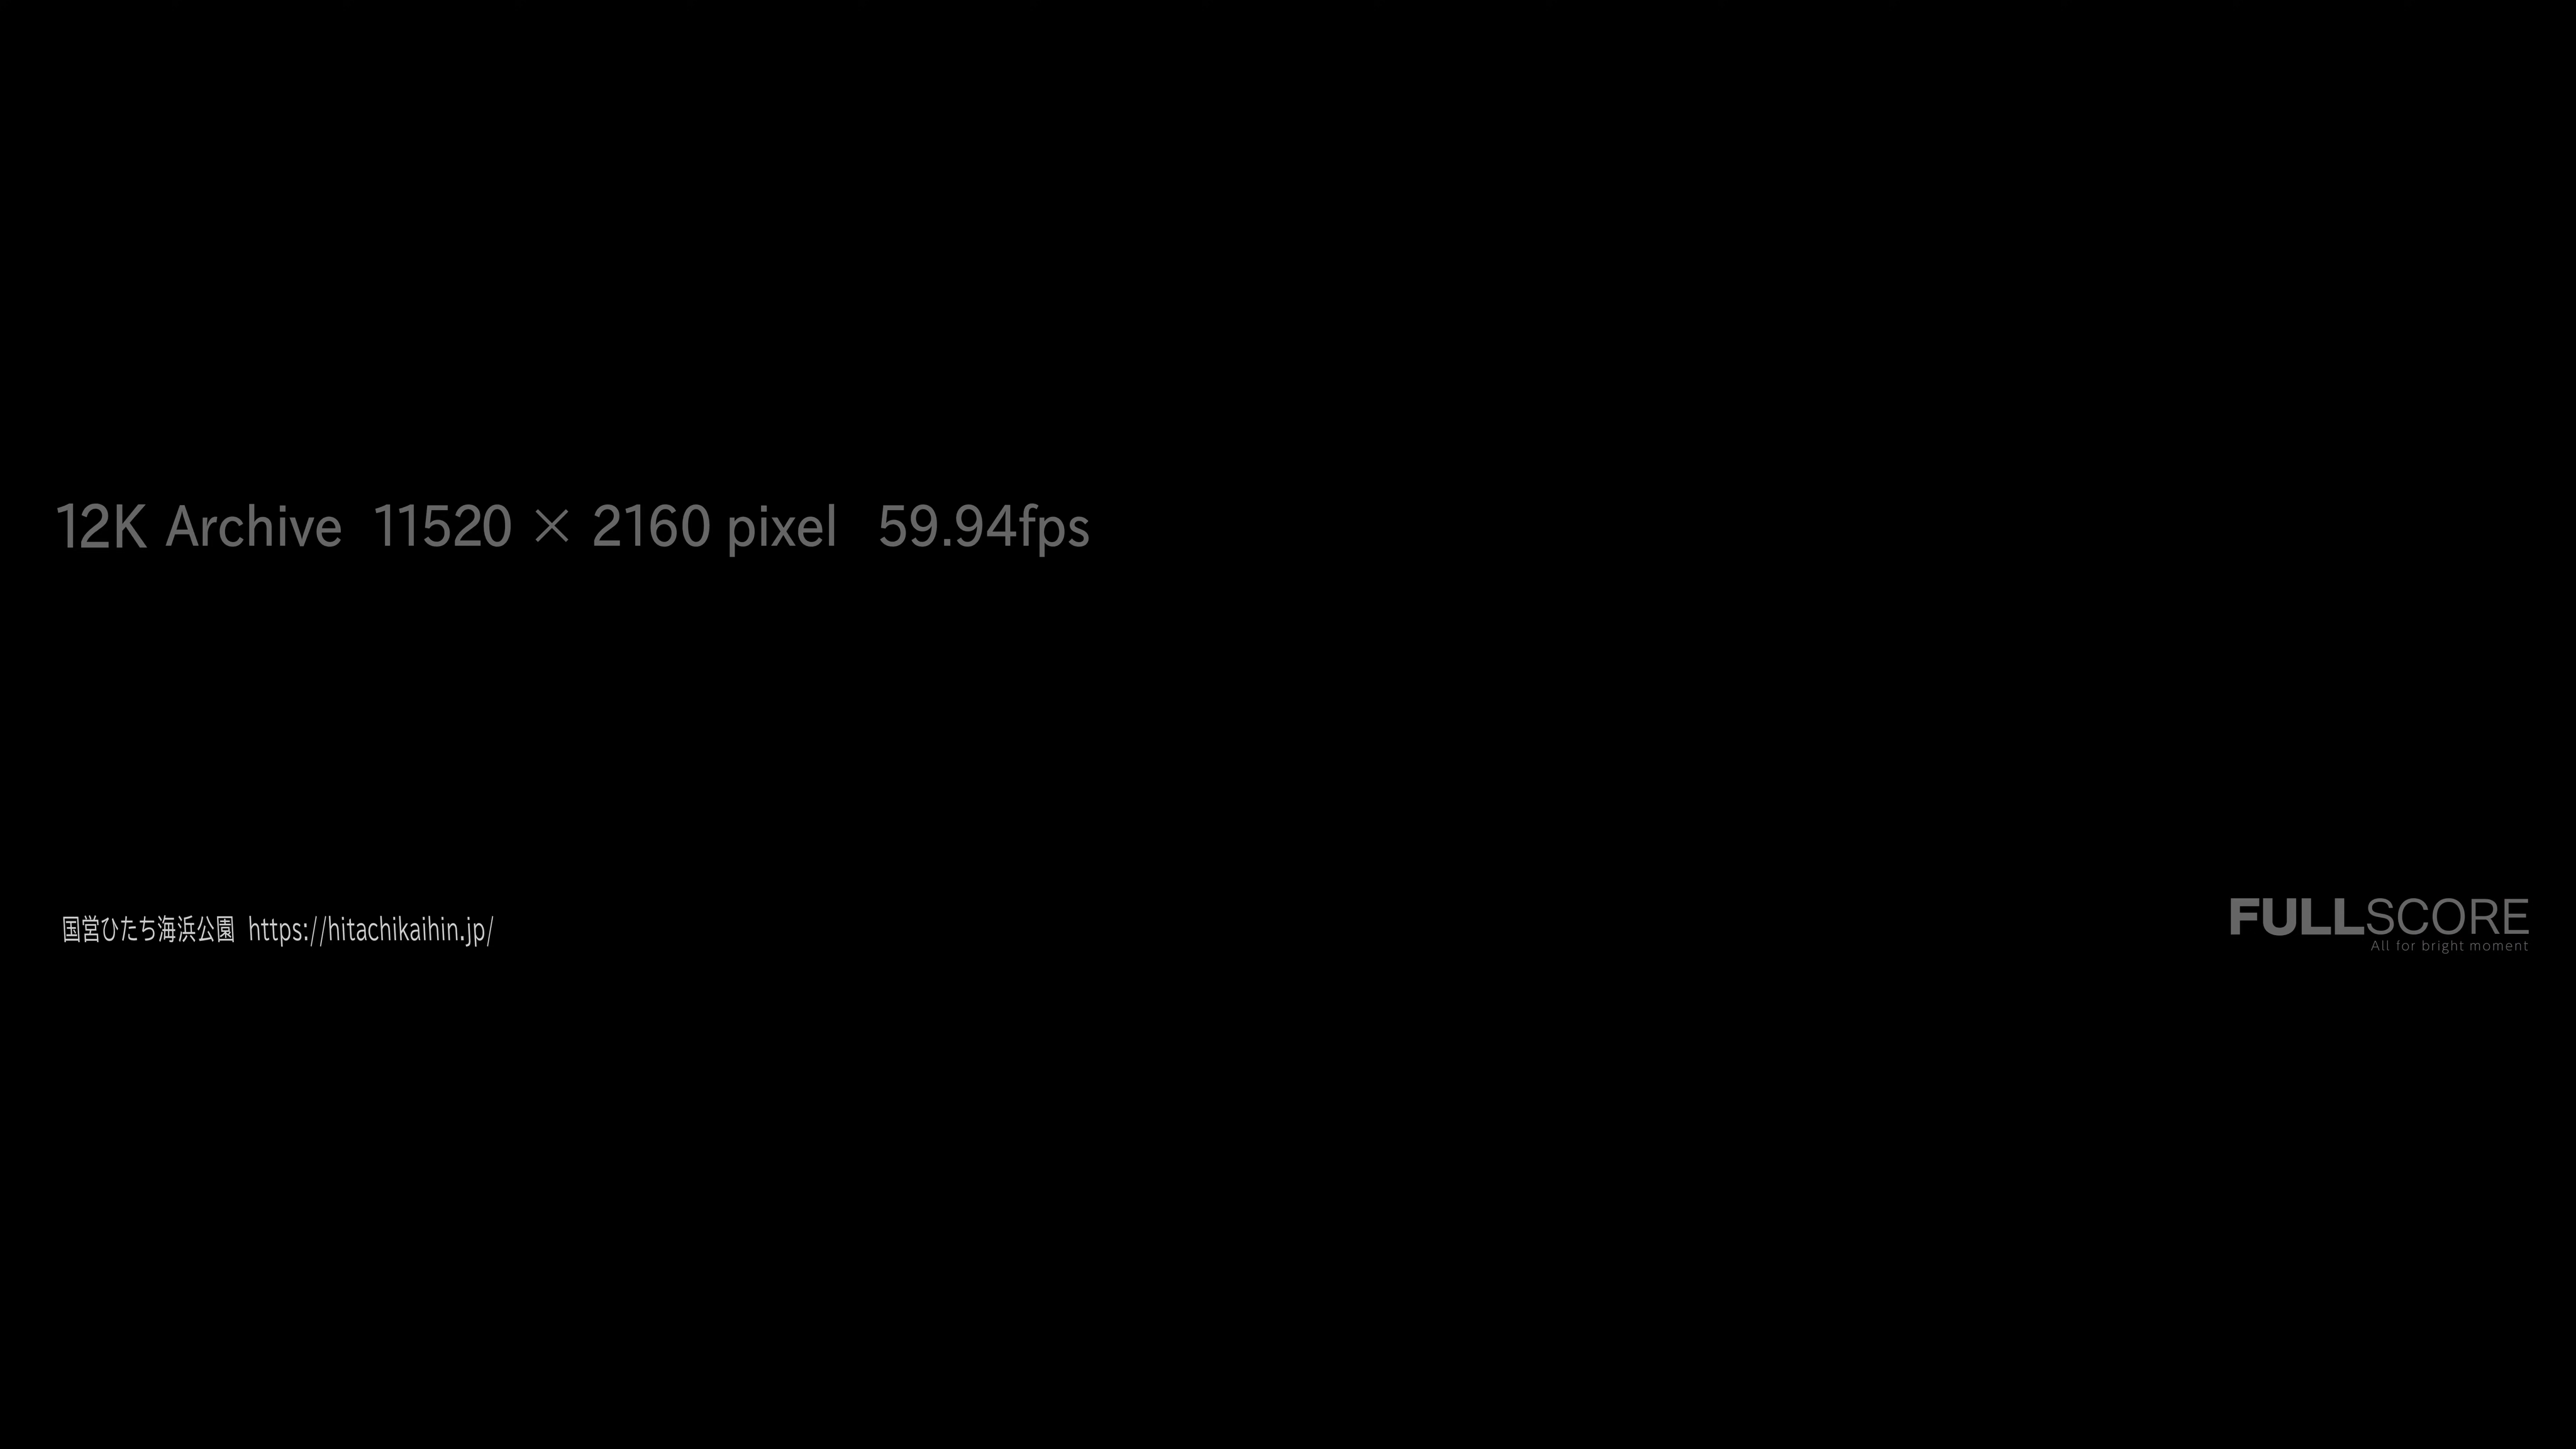 12K Archive 11520 × 2160 pixel 59.94fps
国営ひたち海浜公園 https://hitachikaihin.jp/
FULLSCORE
All for bright moment